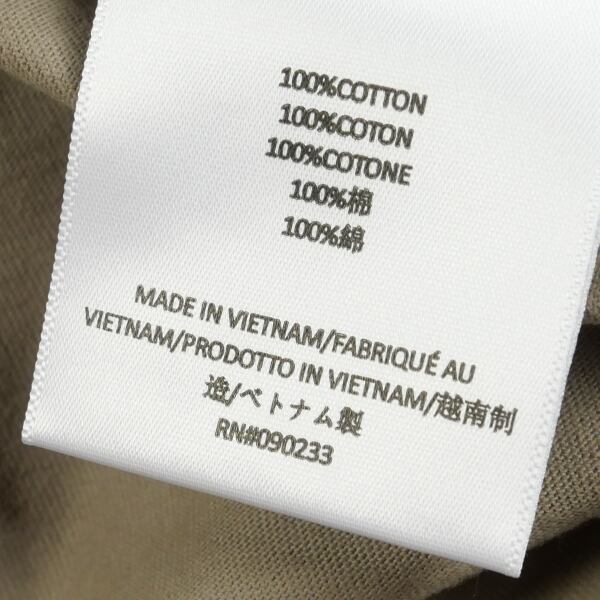 100%COTTON
100%COTON
100%COTONE
100%棉
100%綿
MADE IN VIETNAM/FABRIQUÉ AU
VIETNAM/PRODOTTO IN VIETNAM/越南制
造/ベトナム製
RN#090233